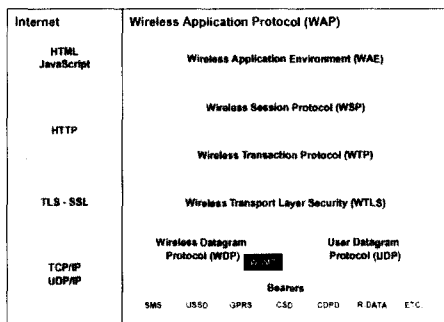 Internet
Wireless Application Protocol (WAP)
HTML
JavaScript
Wireless Application Environment (WAE)
Wireless Session Protocol (WSP)
HTTP
Wireless Transaction Protocol (WTP)
TLS - SSL
Wireless Transport Layer Security (WTLS)
Wireless Datagram
Protocol (WDP)
User Datagram
Protocol (UDP)
TCP/IP
UDP/IP
Bearers
SMS USSD GPRS CSD CDPD R.DATA ETC.